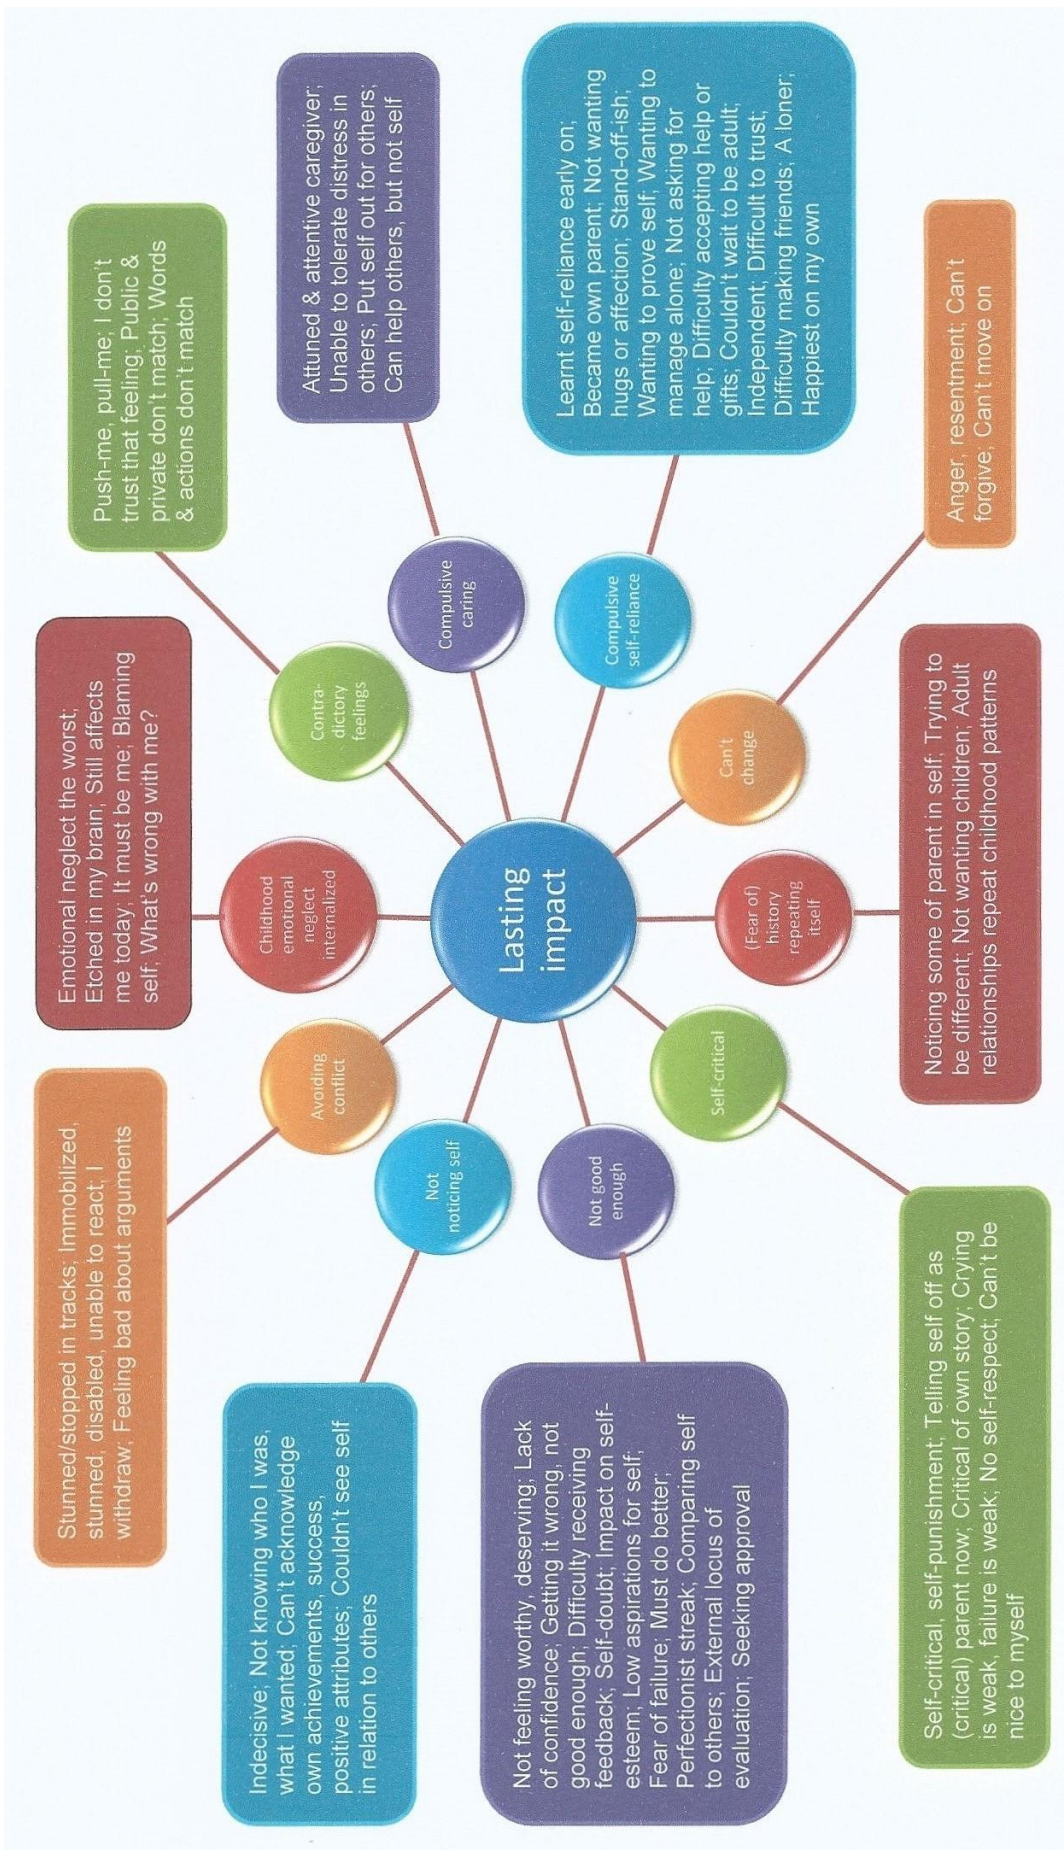 Lasting
impact
Childhood
emotional
neglect
internalized
Emotional neglect the worst;
Etched in my brain; Still affects
me today; It must be me; Blaming
self; What's wrong with me?
Contra-
dictory
feelings
Push-me, pull-me; I don't
trust that feeling; Public &
private don't match; Words
& actions don't match
Compulsive
caring
Attuned & attentive caregiver;
Unable to tolerate distress in
others; Put self out for others;
Can help others, but not self
Compulsive
self-reliance
Learnt self-reliance early on;
Became own parent; Not wanting
hugs or affection; Stand-off-ish;
Wanting to prove self; Wanting to
manage alone; Not asking for
help; Difficulty accepting help or
gifts; Couldn't wait to be adult;
Independent; Difficult to trust;
Difficulty making friends; A loner;
Happiest on my own
Can't
change
Anger, resentment; Can't
forgive; Can't move on
(Fear of)
history
repeating
itself
Noticing some of parent in self; Trying to
be different; Not wanting children; Adult
relationships repeat childhood patterns
Self-critical
Self-critical, self-punishment; Telling self off as
(critical) parent now; Critical of own story; Crying
is weak, failure is weak; No self-respect; Can't be
nice to myself
Not good
enough
Not feeling worthy, deserving; Lack
of confidence; Getting it wrong, not
good enough; Difficulty receiving
feedback; Self-doubt; Impact on self-
esteem; Low aspirations for self;
Fear of failure; Must do better;
Perfectionist streak; Comparing self
to others; External locus of
evaluation; Seeking approval
Not
noticing self
Indecisive; Not knowing who I was,
what I wanted; Can't acknowledge
own achievements, success,
positive attributes; Couldn't see self
in relation to others
Avoiding
conflict
Stunned/stopped in tracks; Immobilized,
stunned, disabled, unable to react; I
withdraw; Feeling bad about arguments